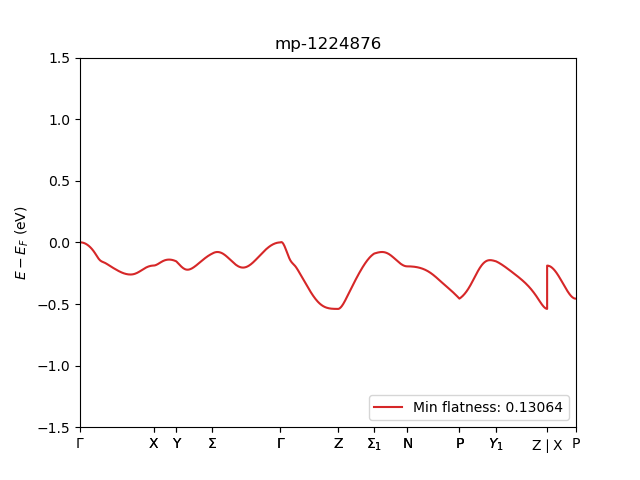 mp-1224876
1.5
1.0
0.5
0.0
−0.5
−1.0
−1.5
E − E_F (eV)
Min flatness: 0.13064
Γ X Y Σ Γ Z Σ₁ N P Y₁ Z | X P